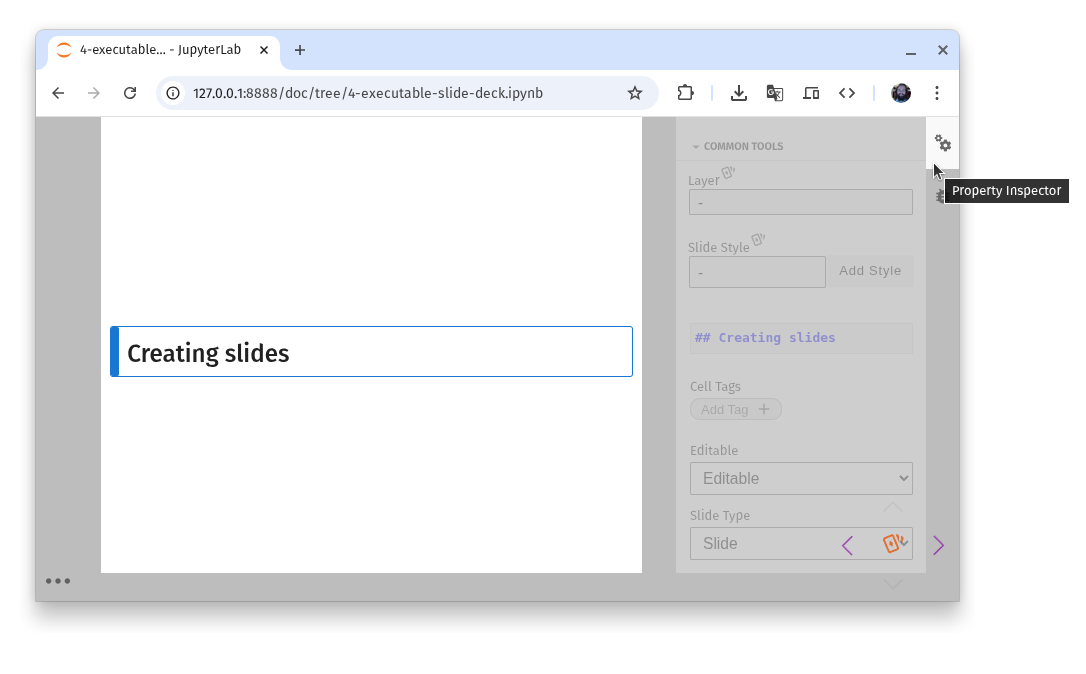 4-executable... - JupyterLab
127.0.0.1:8888/doc/tree/4-executable-slide-deck.ipynb
COMMON TOOLS
Property Inspector
Layer
-
Slide Style
-
Add Style
Creating slides
## Creating slides
Cell Tags
Add Tag
Editable
Editable
Slide Type
Slide